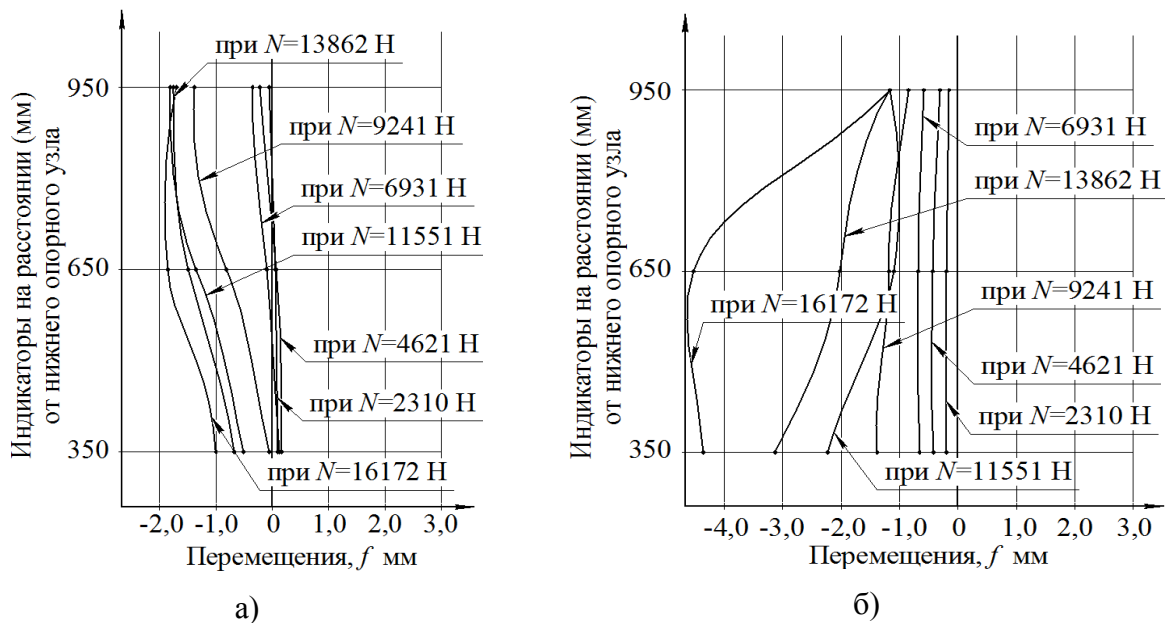 Индикаторы на расстоянии (мм)
от нижнего опорного узла
950
650
350
при N=13862 Н
при N=9241 Н
при N=6931 Н
при N=11551 Н
при N=4621 Н
при N=2310 Н
при N=16172 Н
-2,0 -1,0 0 1,0 2,0 3,0
Перемещения, f мм
а)
Индикаторы на расстоянии (мм)
от нижнего опорного узла
950
650
350
при N=6931 Н
при N=13862 Н
при N=16172 Н
при N=9241 Н
при N=4621 Н
при N=2310 Н
при N=11551 Н
-4,0 -3,0 -2,0 -1,0 0 1,0 2,0 3,0
Перемещения, f мм
б)